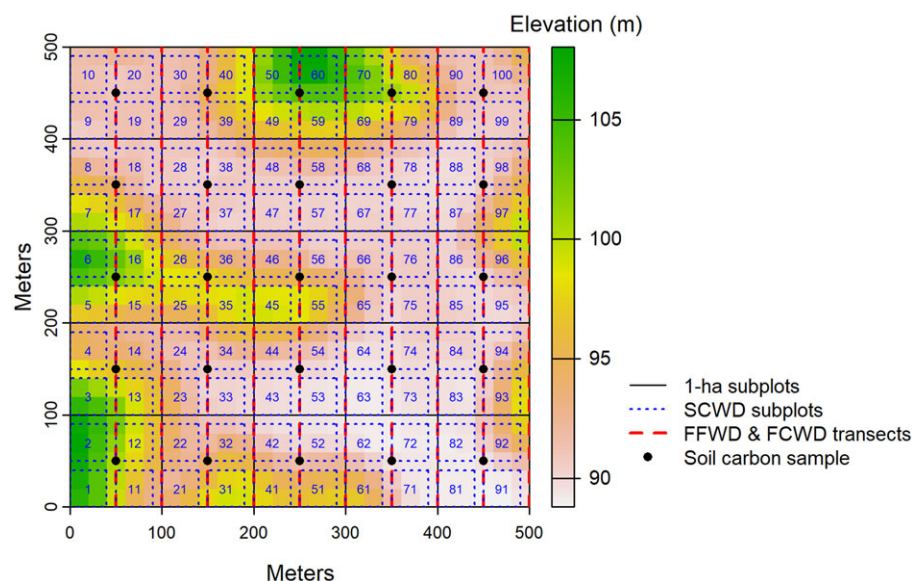 Elevation (m)
500
10 20 30 40 50 60 70 80 90 100
9 19 29 39 49 59 69 79 89 99
105
400
8 18 28 38 48 58 68 78 88 98
7 17 27 37 47 57 67 77 87 97
300
100
6 16 26 36 46 56 66 76 86 96
Meters
5 15 25 35 45 55 65 75 85 95
200
4 14 24 34 44 54 64 74 84 94
95
3 13 23 33 43 53 63 73 83 93
1-ha subplots
SCWD subplots
100
2 12 22 32 42 52 62 72 82 92
FFWD & FCWD transects
Soil carbon sample
90
1 11 21 31 41 51 61 71 81 91
0
0 100 200 300 400 500
Meters